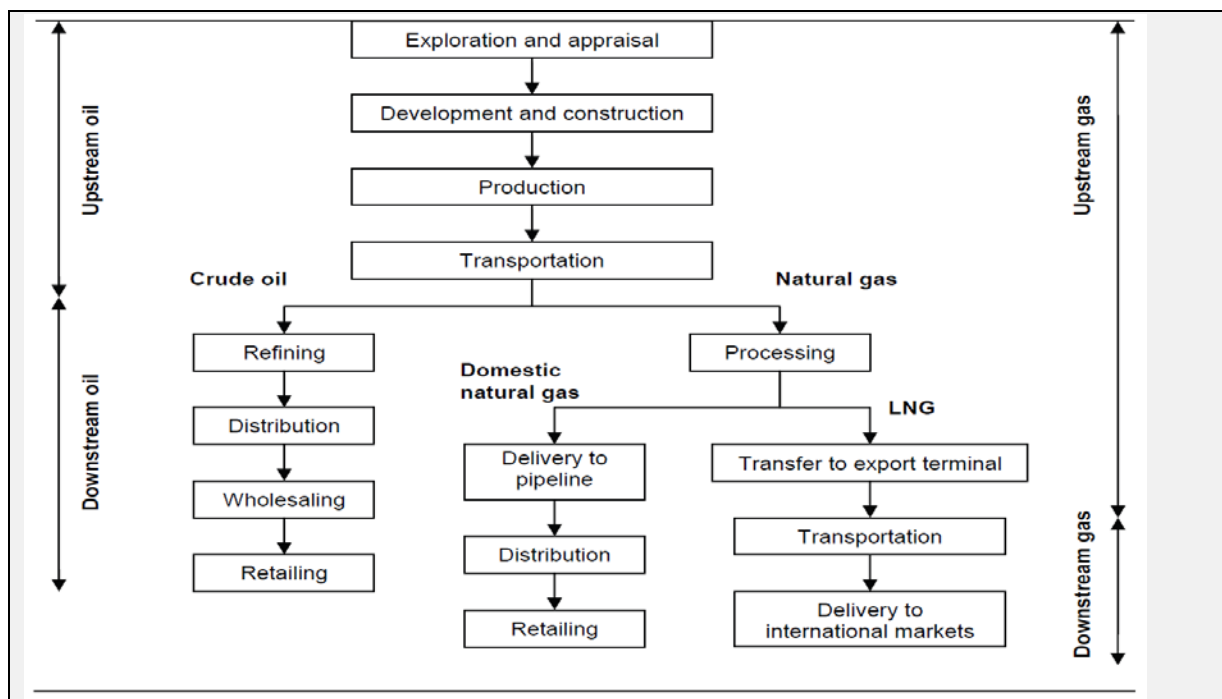 Exploration and appraisal
Development and construction
Production
Transportation
Upstream oil
Upstream gas
Crude oil
Natural gas
Refining
Processing
Domestic
natural gas
LNG
Distribution
Delivery to
pipeline
Transfer to export terminal
Wholesaling
Transportation
Distribution
Retailing
Delivery to
international markets
Retailing
Downstream oil
Downstream gas